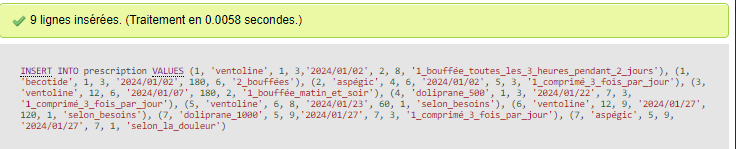 9 lignes insérées. (Traitement en 0.0058 secondes.)
INSERT INTO prescription VALUES (1, 'ventoline', 1, 3,'2024/01/02', 2, 8, '1_bouffée_toutes_les_3_heures_pendant_2_jours'), (1,
'becotide', 1, 3, '2024/01/02', 180, 6, '2_bouffées'), (2, 'aspégic', 4, 6, '2024/01/02', 5, 3, '1_comprimé_3_fois_par_jour'), (3,
'ventoline', 12, 6, '2024/01/07', 180, 2, '1_bouffée_matin_et_soir'), (4, 'doliprane_500', 1, 3, '2024/01/22', 7, 3,
'1_comprimé_3_fois_par_jour'), (5, 'ventoline', 6, 8, '2024/01/23', 60, 1, 'selon_besoins'), (6, 'ventoline', 12, 9, '2024/01/27',
120, 1, 'selon_besoins'), (7, 'doliprane_1000', 5, 9,'2024/01/27', 7, 3, '1_comprimé_3_fois_par_jour'), (7, 'aspégic', 5, 9,
'2024/01/27', 7, 1, 'selon_la_douleur')